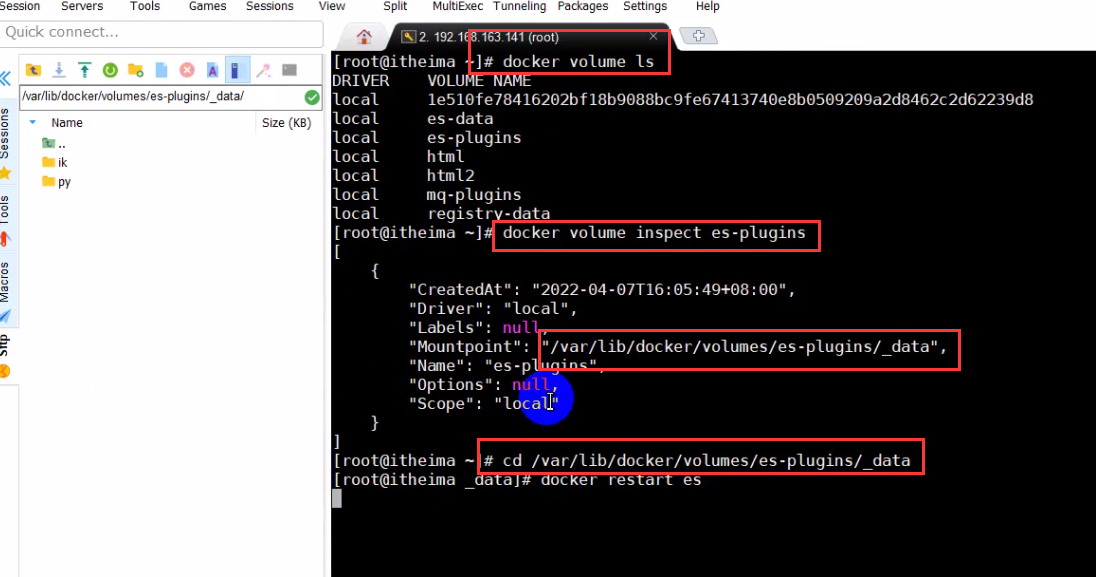 Session Servers Tools Games Sessions View Split MultiExec Tunneling Packages Settings Help
Quick connect...
2. 192.168.163.141 (root)
/var/lib/docker/volumes/es-plugins/_data/
Name Size (KB)
..
ik
py
Sessions
Tools
Macros
Sftp
[root@itheima ~]# docker volume ls
DRIVER VOLUME NAME
local 1e510fe78416202bf18b9088bc9fe67413740e8b0509209a2d8462c2d62239d8
local es-data
local es-plugins
local html
local html2
local mq-plugins
local registry-data
[root@itheima ~]# docker volume inspect es-plugins
[
{
"CreatedAt": "2022-04-07T16:05:49+08:00",
"Driver": "local",
"Labels": null,
"Mountpoint": "/var/lib/docker/volumes/es-plugins/_data",
"Name": "es-plugins",
"Options": null,
"Scope": "local"
}
]
[root@itheima ~]# cd /var/lib/docker/volumes/es-plugins/_data
[root@itheima _data]# docker restart es